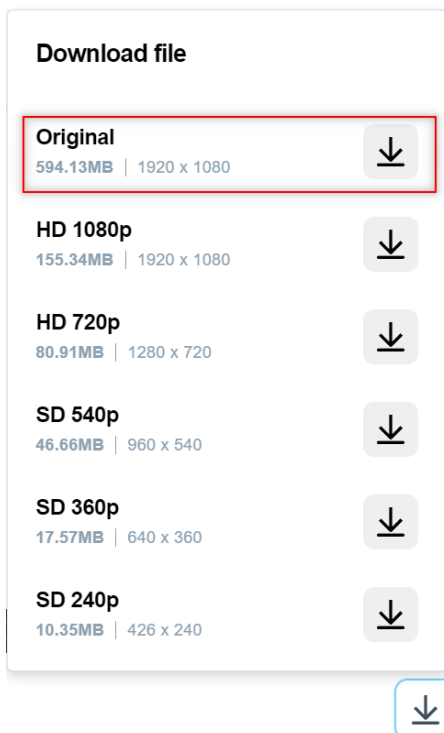 Download file
Original
594.13MB | 1920 x 1080
HD 1080p
155.34MB | 1920 x 1080
HD 720p
80.91MB | 1280 x 720
SD 540p
46.66MB | 960 x 540
SD 360p
17.57MB | 640 x 360
SD 240p
10.35MB | 426 x 240